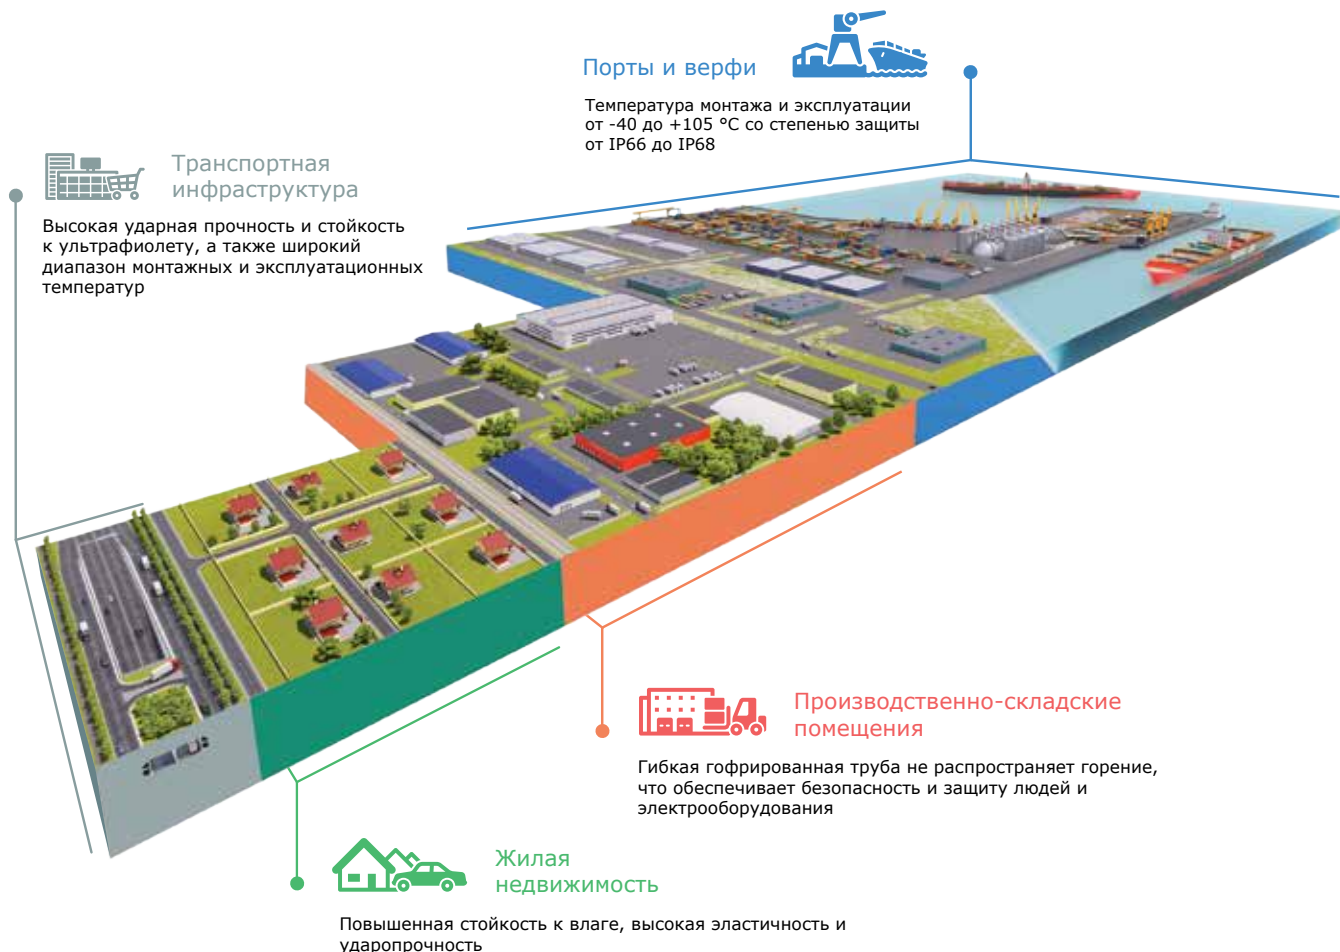 Порты и верфи
Температура монтажа и эксплуатации
от -40 до +105 °C со степенью защиты
от IP66 до IP68
Транспортная
инфраструктура
Высокая ударная прочность и стойкость
к ультрафиолету, а также широкий
диапазон монтажных и эксплуатационных
температур
Производственно-складские
помещения
Гибкая гофрированная труба не распространяет горение,
что обеспечивает безопасность и защиту людей и
электрооборудования
Жилая
недвижимость
Повышенная стойкость к влаге, высокая эластичность и
ударопрочность